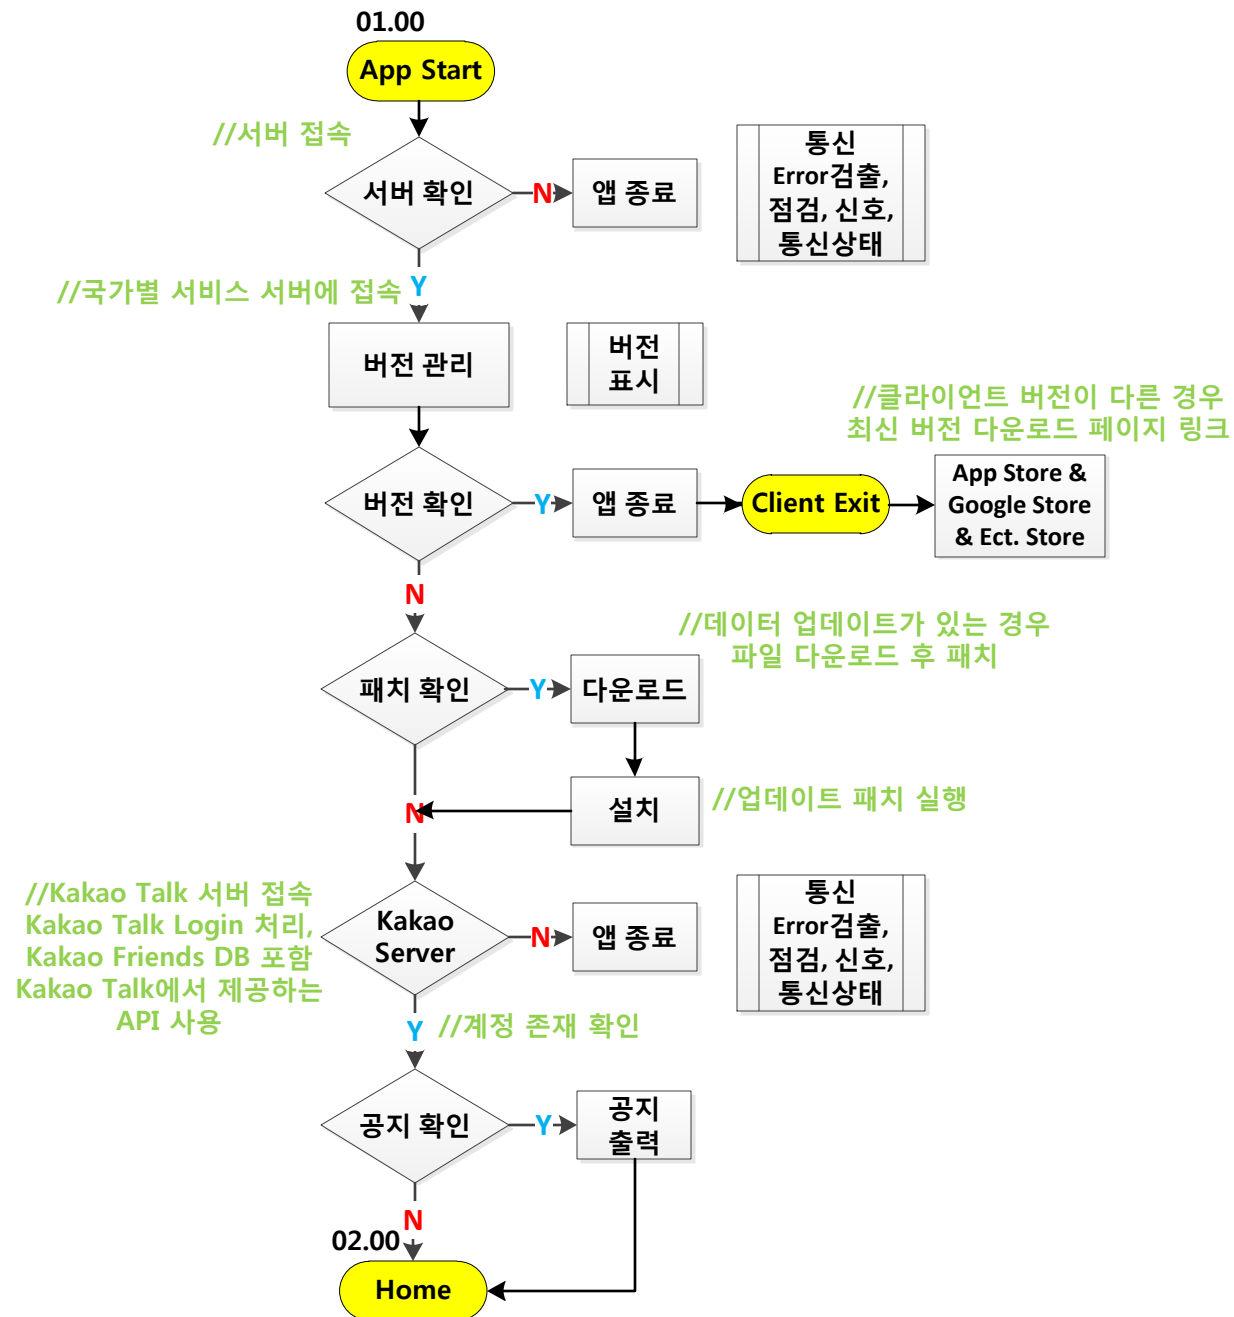 01.00
App Start
//서버 접속
서버 확인
N
앱 종료
통신
Error검출,
점검, 신호,
통신상태
Y
//국가별 서비스 서버에 접속
버전 관리
버전
표시
//클라이언트 버전이 다른 경우
최신 버전 다운로드 페이지 링크
버전 확인
Y
앱 종료
Client Exit
App Store &
Google Store
& Ect. Store
N
//데이터 업데이트가 있는 경우
파일 다운로드 후 패치
패치 확인
Y
다운로드
N
설치
//업데이트 패치 실행
//Kakao Talk 서버 접속
Kakao Talk Login 처리,
Kakao Friends DB 포함
Kakao Talk에서 제공하는
API 사용
Kakao
Server
N
앱 종료
통신
Error검출,
점검, 신호,
통신상태
Y
//계정 존재 확인
공지 확인
Y
공지
출력
N
02.00
Home